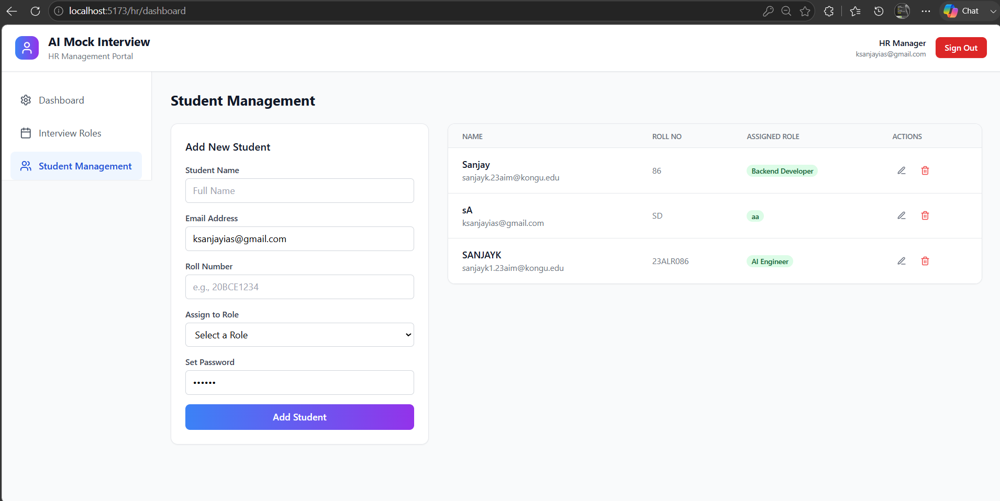 localhost:5173/hr/dashboard
Chat
AI Mock Interview
HR Management Portal
HR Manager
ksanjayias@gmail.com
Sign Out
Dashboard
Interview Roles
Student Management
Student Management
Add New Student
Student Name
Full Name
Email Address
ksanjayias@gmail.com
Roll Number
e.g., 20BCE1234
Assign to Role
Select a Role
Set Password
••••••
Add Student
NAME ROLL NO ASSIGNED ROLE ACTIONS
Sanjay
sanjayk.23aim@kongu.edu
86
Backend Developer
sA
ksanjayias@gmail.com
SD
aa
SANJAYK
sanjayk1.23aim@kongu.edu
23ALR086
AI Engineer